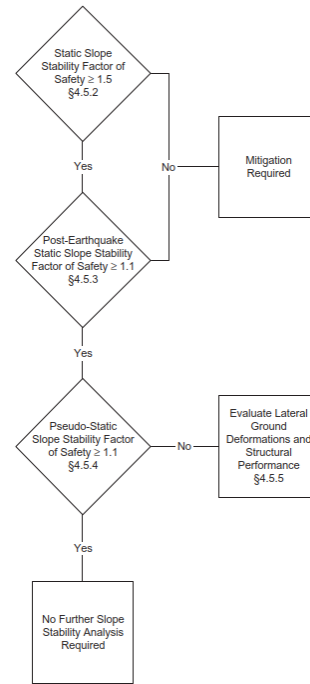 Static Slope
Stability Factor of
Safety ≥ 1.5
§4.5.2
Yes
No
Mitigation
Required
Post-Earthquake
Static Slope Stability
Factor of Safety ≥ 1.1
§4.5.3
Yes
Pseudo-Static
Slope Stability Factor
of Safety ≥ 1.1
§4.5.4
No
Evaluate Lateral
Ground
Deformations and
Structural
Performance
§4.5.5
Yes
No Further Slope
Stability Analysis
Required